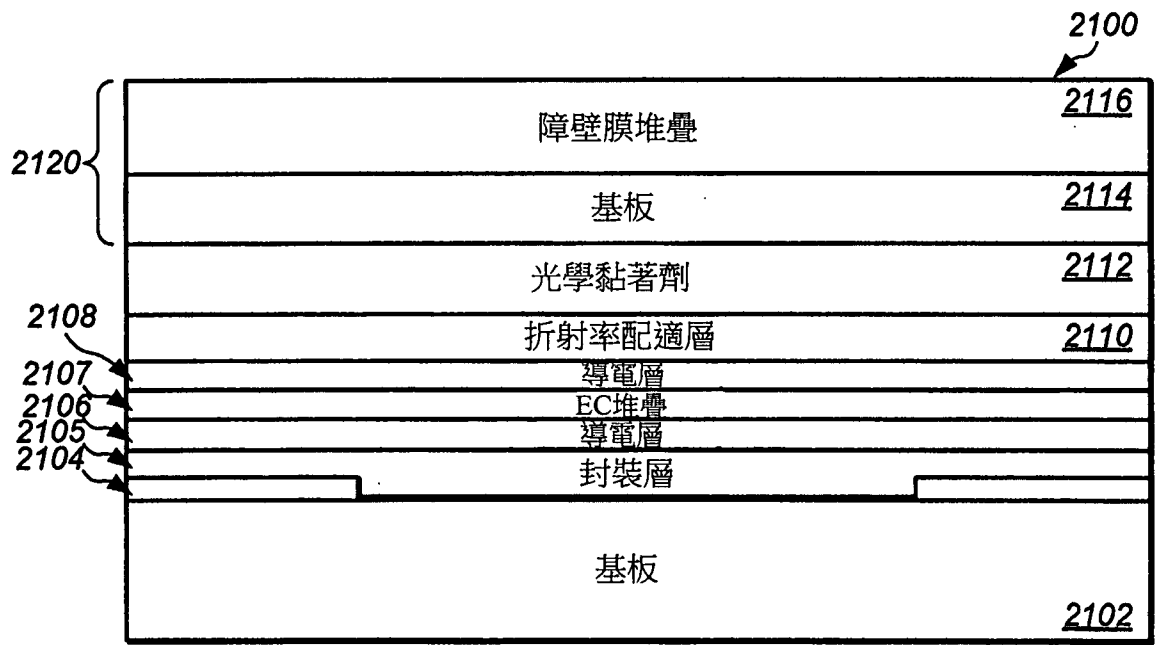 2100
2116
障壁膜堆疊
2120
2114
基板
2112
光學黏著劑
2108
2110
折射率配適層
2107
導電層
2106
EC堆疊
2105
導電層
2104
封裝層
基板
2102